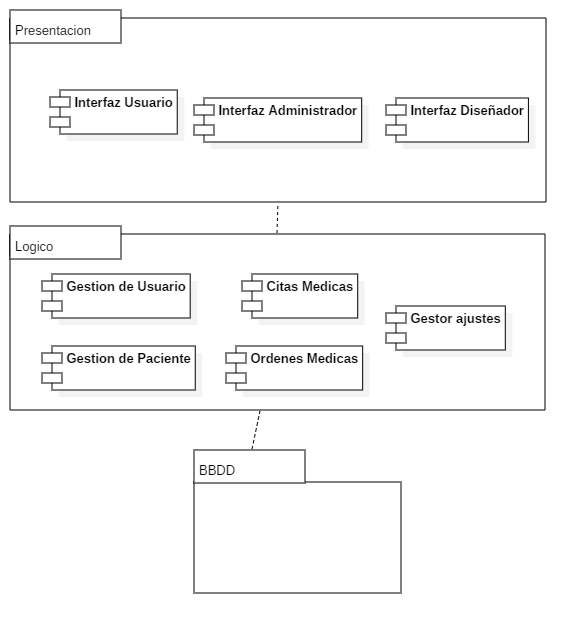 Presentacion
Interfaz Usuario
Interfaz Administrador
Interfaz Diseñador
Logico
Gestion de Usuario
Citas Medicas
Gestor ajustes
Gestion de Paciente
Ordenes Medicas
BBDD